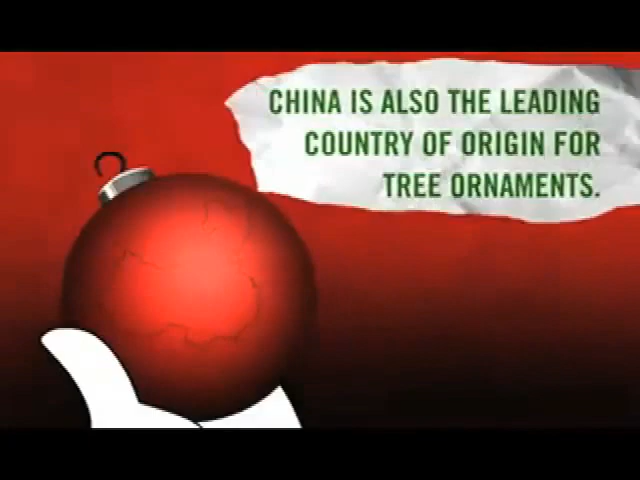 CHINA IS ALSO THE LEADING
COUNTRY OF ORIGIN FOR
TREE ORNAMENTS.